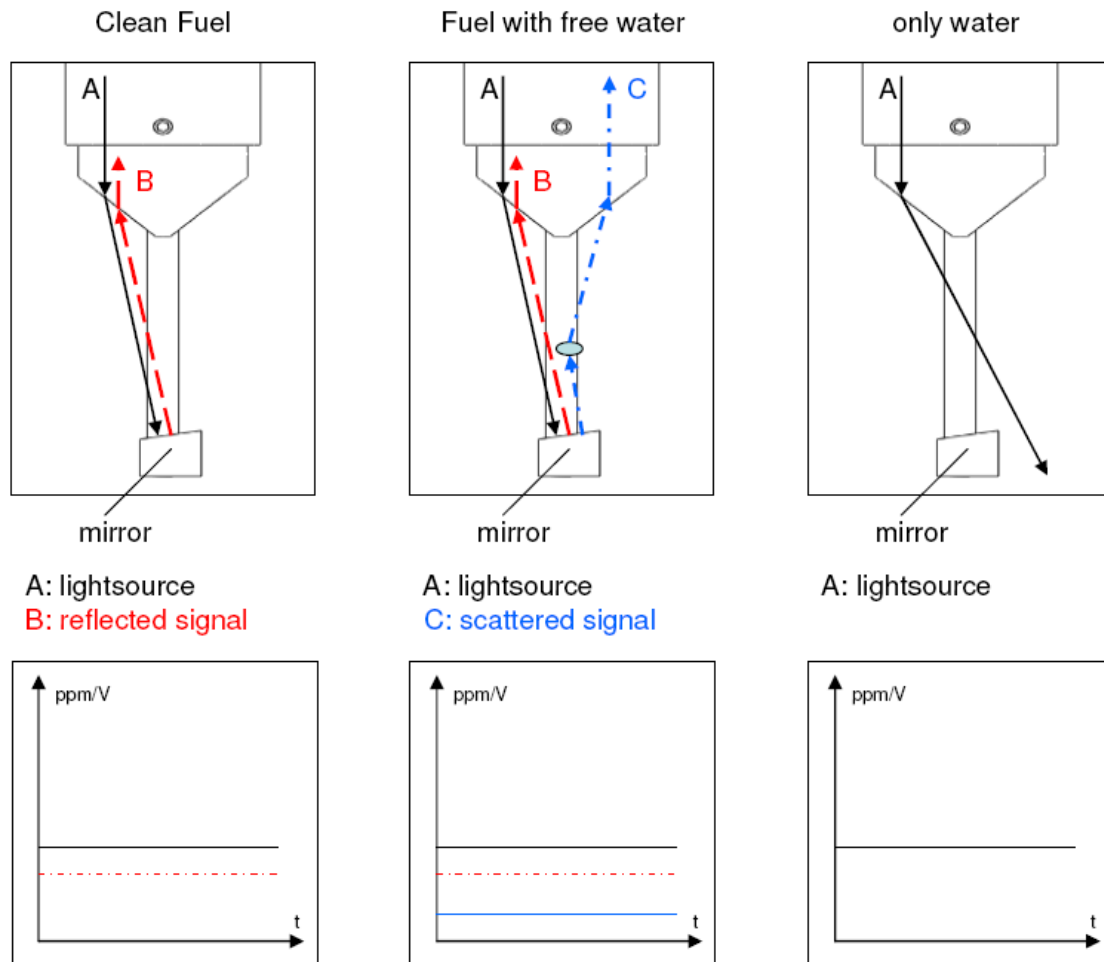 Clean Fuel
Fuel with free water
only water
A
B
A
B
C
A
mirror
mirror
mirror
A: lightsource
B: reflected signal
A: lightsource
C: scattered signal
A: lightsource
ppm/V
t
ppm/V
t
ppm/V
t